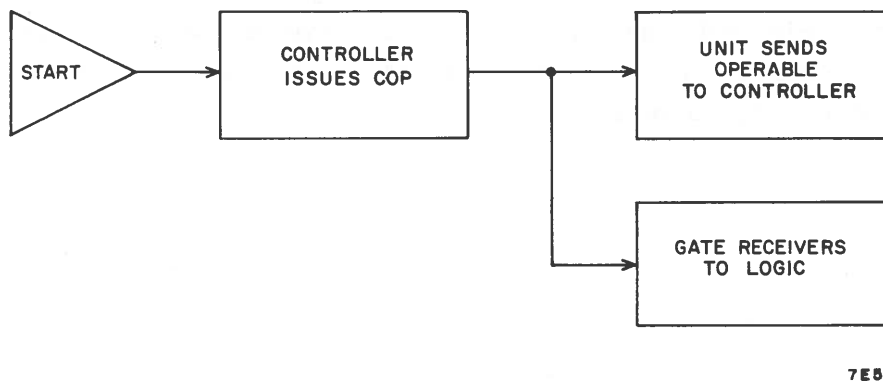 START
CONTROLLER
ISSUES COP
UNIT SENDS
OPERABLE
TO CONTROLLER
GATE RECEIVERS
TO LOGIC
7E5